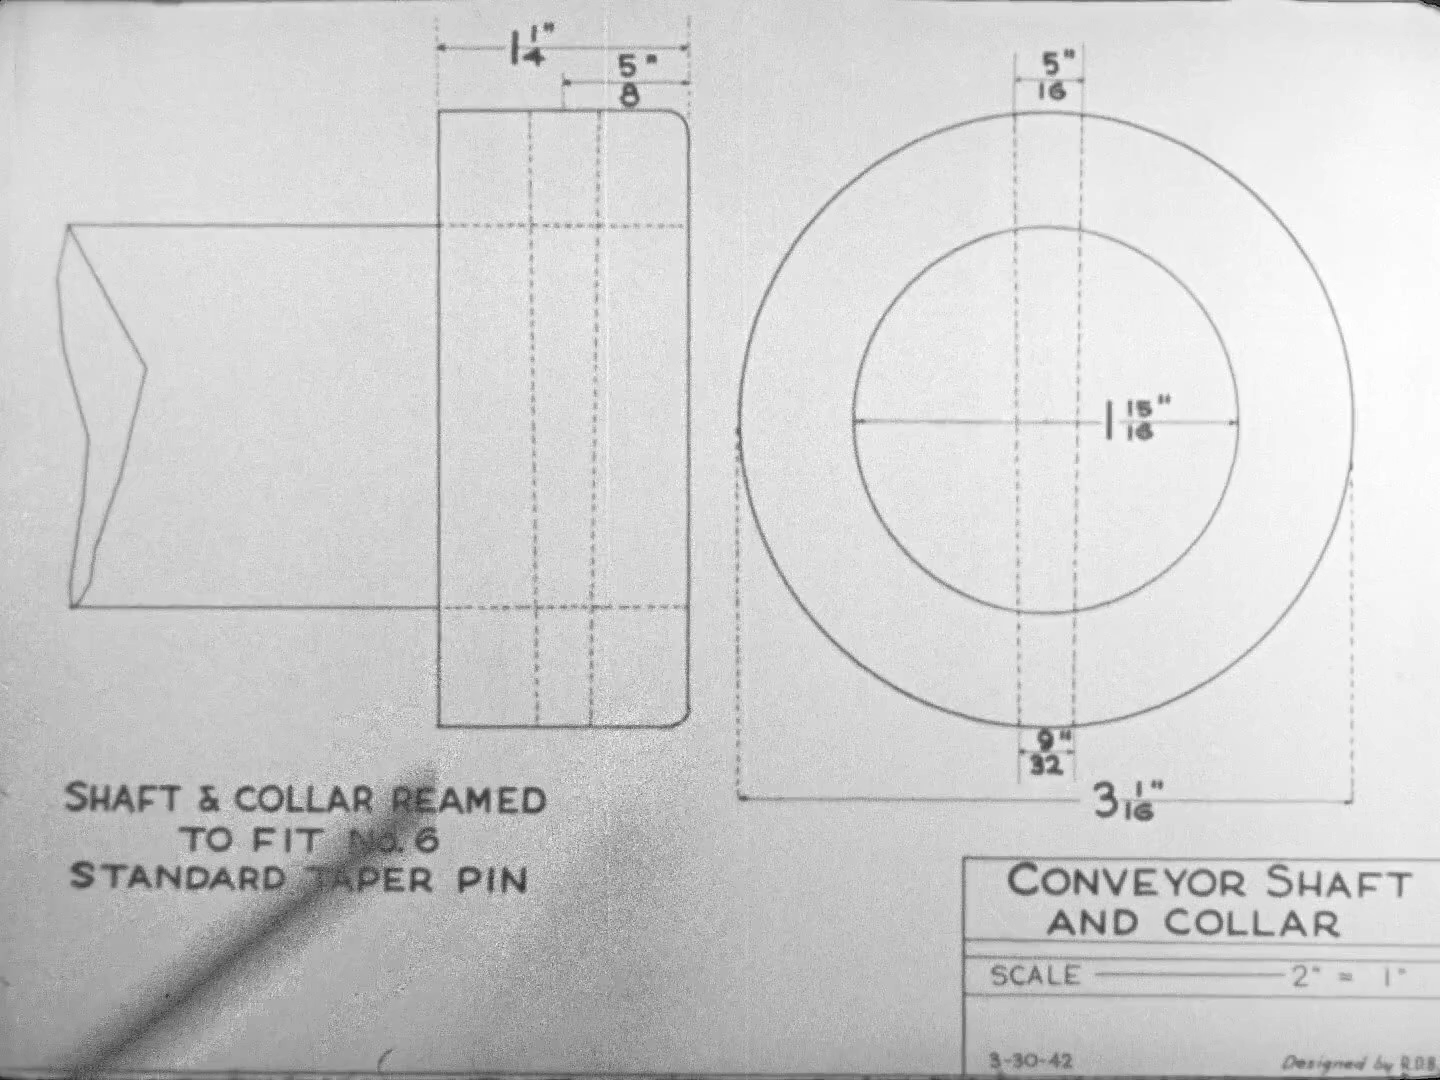 1 1/4"
5/8"
5/16"
1 15/16"
9/32"
3 1/16"
SHAFT & COLLAR REAMED
TO FIT No. 6
STANDARD TAPER PIN
CONVEYOR SHAFT
AND COLLAR
SCALE 2" = 1"
3-30-42 Designed by R.D.B.